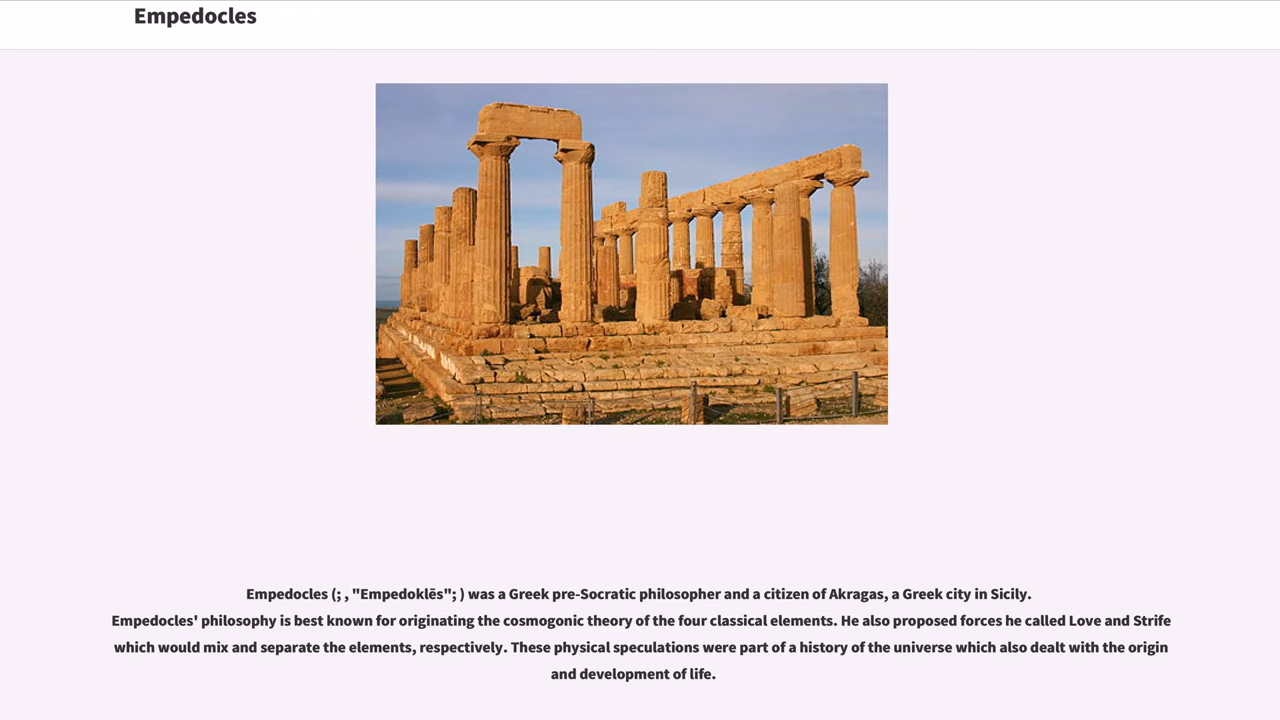 Empedocles
Empedocles (; , "Empedoklēs"; ) was a Greek pre-Socratic philosopher and a citizen of Akragas, a Greek city in Sicily.
Empedocles' philosophy is best known for originating the cosmogonic theory of the four classical elements. He also proposed forces he called Love and Strife
which would mix and separate the elements, respectively. These physical speculations were part of a history of the universe which also dealt with the origin
and development of life.